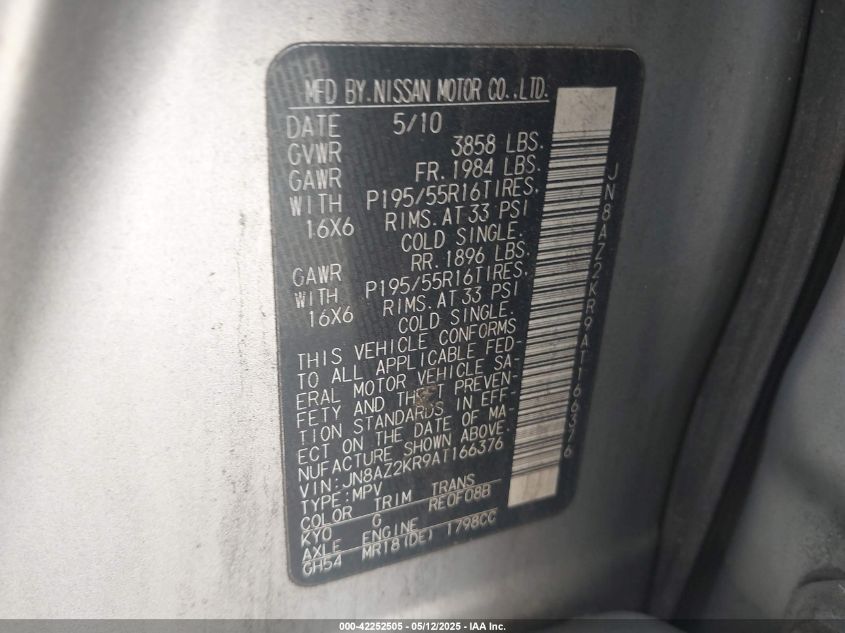 MFD BY. NISSAN MOTOR CO., LTD.
DATE 5/10
GVWR 3858 LBS.
GAWR FR. 1984 LBS.
WITH P195/55R16TIRES.
16X6 RIMS. AT 33 PSI
COLD SINGLE.
GAWR RR. 1896 LBS.
WITH P195/55R16TIRES.
16X6 RIMS. AT 33 PSI
COLD SINGLE.
THIS VEHICLE CONFORMS
TO ALL APPLICABLE FED-
ERAL MOTOR VEHICLE SA-
FETY AND THEFT PREVEN-
TION STANDARDS IN EFF-
ECT ON THE DATE OF MA-
NUFACTURE SHOWN ABOVE.
VIN:JN8AZ2KR9AT166376
TYPE:MPV
COLOR TRIM TRANS
KYO G RE0F08B
AXLE ENGINE
GH54 MR18(DE) 1798CC
JN8AZ2KR9AT166376
000-42252505 - 05/12/2025 - IAA Inc.